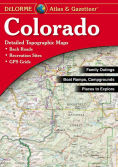 DELORME Atlas & Gazetteer
Colorado
Detailed Topographic Maps
• Back Roads
• Recreation Sites
• GPS Grids
Family Outings
Boat Ramps, Campgrounds
Places to Explore